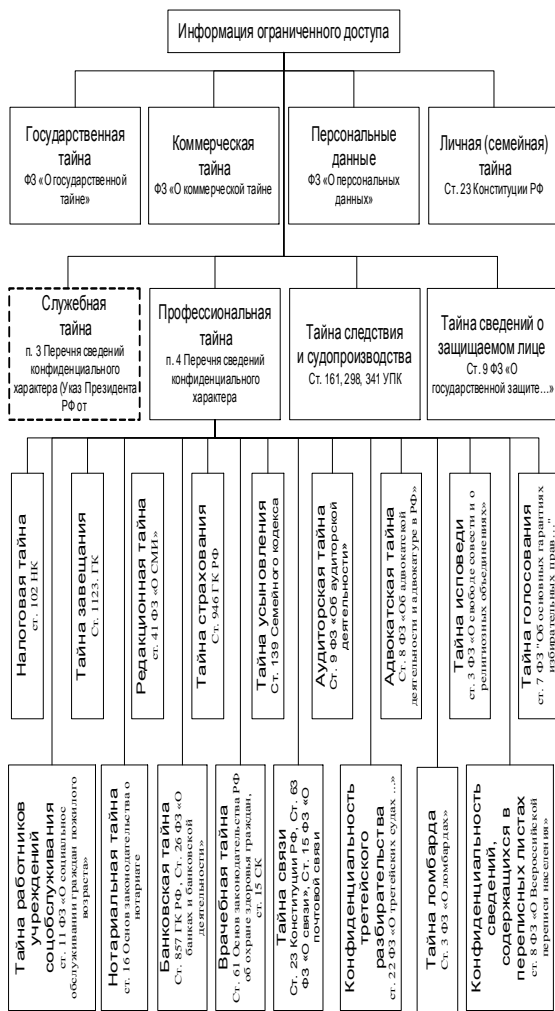 Информация ограниченного доступа
Государственная
тайна
ФЗ «О государственной
тайне»
Коммерческая
тайна
ФЗ «О коммерческой тайне
Персональные
данные
ФЗ «О персональных
данных»
Личная (семейная)
тайна
Ст. 23 Конституции РФ
Служебная
тайна
п. 3 Перечня сведений
конфиденциального
характера (Указ Президента
РФ от
Профессиональная
тайна
п. 4 Перечня сведений
конфиденциального
характера
Тайна следствия
и судопроизводства
Ст. 161, 298, 341 УПК
Тайна сведений о
защищаемом лице
Ст. 9 ФЗ «О
государственной защите…»
Налоговая тайна
ст. 102 НК
Тайна завещания
Ст. 1123. ГК
Редакционная тайна
ст. 41 ФЗ «О СМИ»
Тайна страхования
Ст. 946 ГК РФ
Тайна усыновления
Ст. 139 Семейного кодекса
Аудиторская тайна
Ст. 9 ФЗ «Об аудиторской
деятельности»
Адвокатская тайна
Ст. 8 ФЗ «Об адвокатской
деятельности и адвокатуре в РФ»
Тайна исповеди
ст. 3 ФЗ «О свободе совести и о
религиозных объединениях»
Тайна голосования
ст. 7 ФЗ "Об основных гарантиях
избирательных прав…"
Тайна работников
учреждений
соцобслуживания
ст. 11 ФЗ «О социальное
обслуживания граждан пожилого
возраста»
Нотариальная тайна
ст. 16 Основ законодательства о
нотариате
Банковская тайна
Ст. 857 ГК РФ, Ст. 26 ФЗ «О
банках и банковской
деятельности»
Врачебная тайна
Ст. 61 Основ законодательства РФ
об охране здоровья граждан,
ст. 15 СК
Тайна связи
Ст. 23 Конституции РФ, Ст. 63
ФЗ «О связи», Ст. 15 ФЗ «О
почтовой связи
Конфиденциальность
третейского
разбирательства
ст. 22 ФЗ «О третейских судах …»
Тайна ломбарда
Ст. 3 ФЗ «О ломбардах»
Конфиденциальность
сведений,
содержащихся в
переписных листах
ст. 8 ФЗ «О Всероссийской
переписи населения»